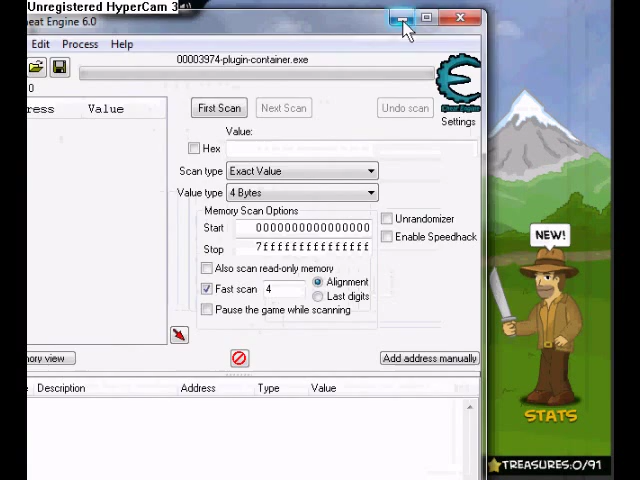 Unregistered HyperCam 3
heat Engine 6.0
Edit Process Help
00003974-plugin-container.exe
0
ress Value
First Scan Next Scan Undo scan
Settings
Value:
Hex
Scan type Exact Value
Value type 4 Bytes
Memory Scan Options
Start 0000000000000000
Stop 7fffffffffffffff
Unrandomizer
Enable Speedhack
Also scan read-only memory
Fast scan 4 Alignment
Last digits
Pause the game while scanning
mory view Add address manually
Description Address Type Value
NEW!
STATS
TREASURES:0/91